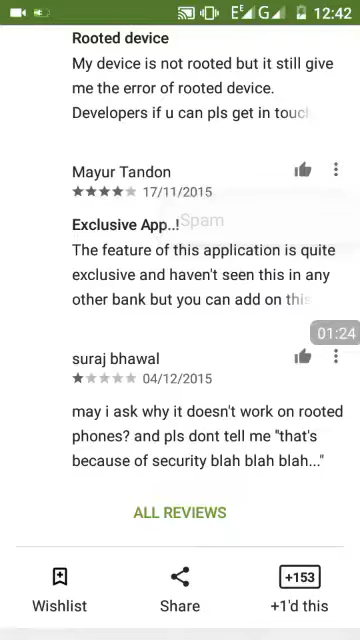 E E G 12:42
Rooted device
My device is not rooted but it still give
me the error of rooted device.
Developers if u can pls get in touch
Mayur Tandon
17/11/2015
Spam
Exclusive App..!
The feature of this application is quite
exclusive and haven't seen this in any
other bank but you can add on this
01:24
suraj bhawal
04/12/2015
may i ask why it doesn't work on rooted
phones? and pls dont tell me "that's
because of security blah blah blah..."
ALL REVIEWS
+153
Wishlist Share +1'd this